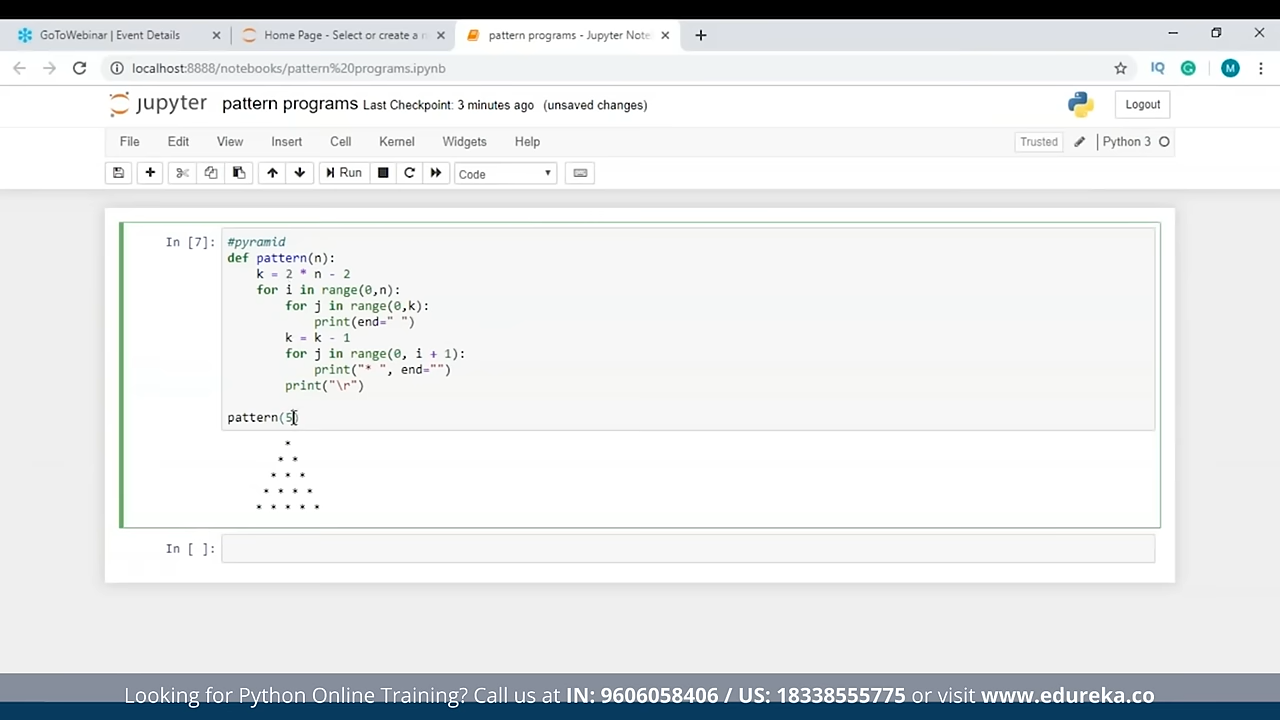 GoToWebinar | Event Details
Home Page - Select or create a n
pattern programs - Jupyter Note
localhost:8888/notebooks/pattern%20programs.ipynb
IQ
M
jupyter pattern programs Last Checkpoint: 3 minutes ago (unsaved changes)
Logout
File Edit View Insert Cell Kernel Widgets Help
Trusted
Python 3
Run
Code
In [7]:
#pyramid
def pattern(n):
    k = 2 * n - 2
    for i in range(0,n):
        for j in range(0,k):
            print(end=" ")
        k = k - 1
        for j in range(0, i + 1):
            print("* ", end="")
        print("\r")
pattern(5)
*
* *
* * *
* * * *
* * * * *
In [ ]:
Looking for Python Online Training? Call us at IN: 9606058406 / US: 18338555775 or visit www.edureka.co